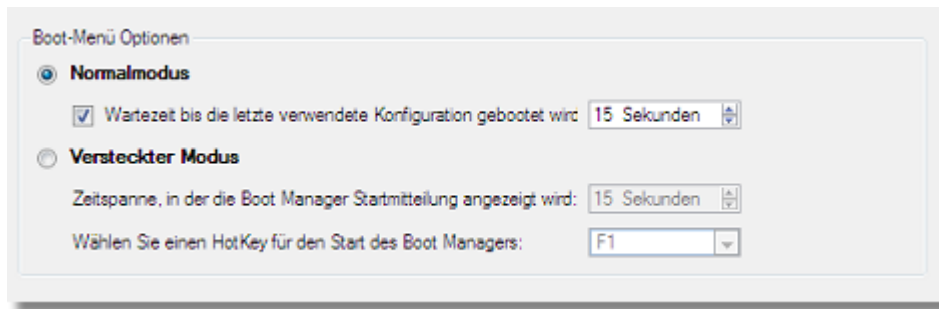 Boot-Menü Optionen
Normalmodus
Wartezeit bis die letzte verwendete Konfiguration gebootet wird 15 Sekunden
Versteckter Modus
Zeitspanne, in der die Boot Manager Startmitteilung angezeigt wird: 15 Sekunden
Wählen Sie einen HotKey für den Start des Boot Managers: F1